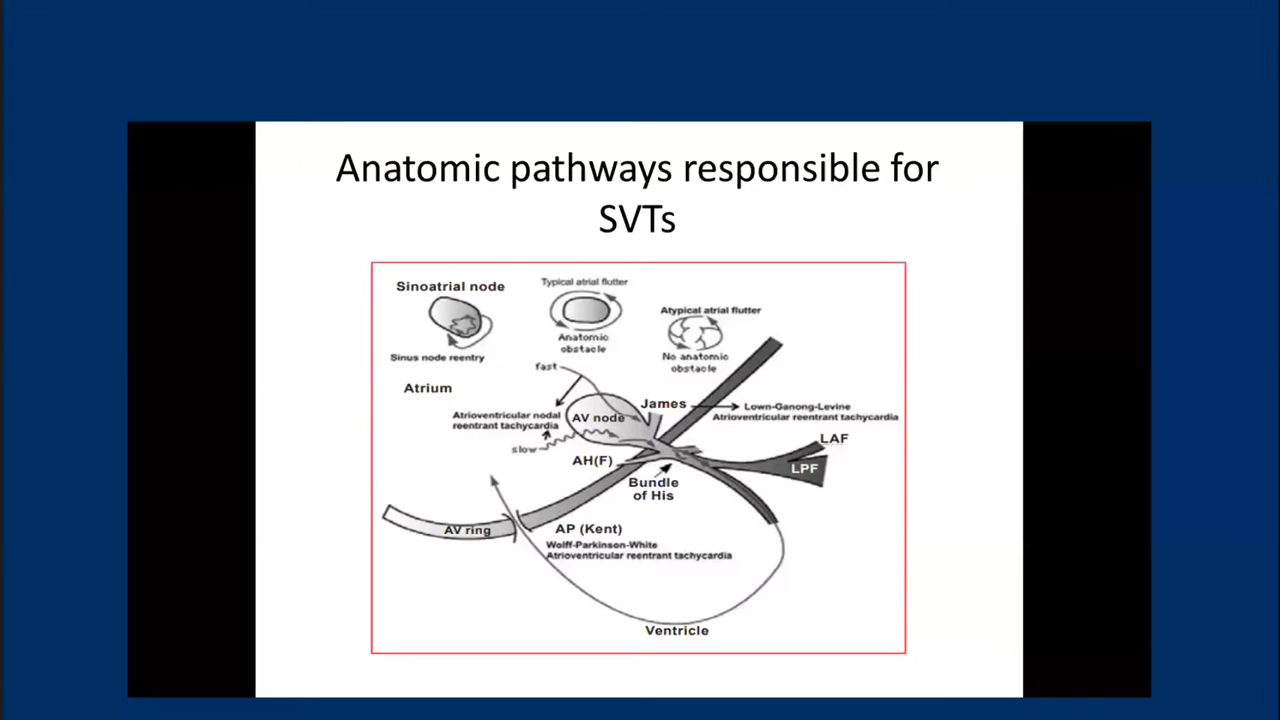 Anatomic pathways responsible for
SVTs
Sinoatrial node
Typical atrial flutter
Atypical atrial flutter
Anatomic
obstacle
Sinus node reentry
No anatomic
obstacle
fast
Atrium
James
Lown-Ganong-Levine
Atrioventricular reentrant tachycardia
Atrioventricular nodal
reentrant tachycardia
AV node
slow
LAF
AH(F)
LPF
Bundle
of His
AV ring
AP (Kent)
Wolff-Parkinson-White
Atrioventricular reentrant tachycardia
Ventricle